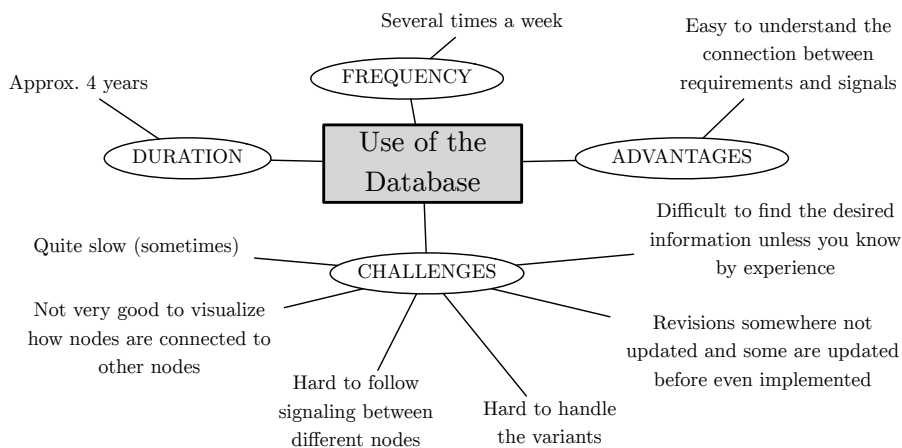 Several times a week
FREQUENCY
Easy to understand the
connection between
requirements and signals
Approx. 4 years
DURATION
Use of the
Database
ADVANTAGES
Quite slow (sometimes)
CHALLENGES
Difficult to find the desired
information unless you know
by experience
Not very good to visualize
how nodes are connected to
other nodes
Revisions somewhere not
updated and some are updated
before even implemented
Hard to follow
signaling between
different nodes
Hard to handle
the variants